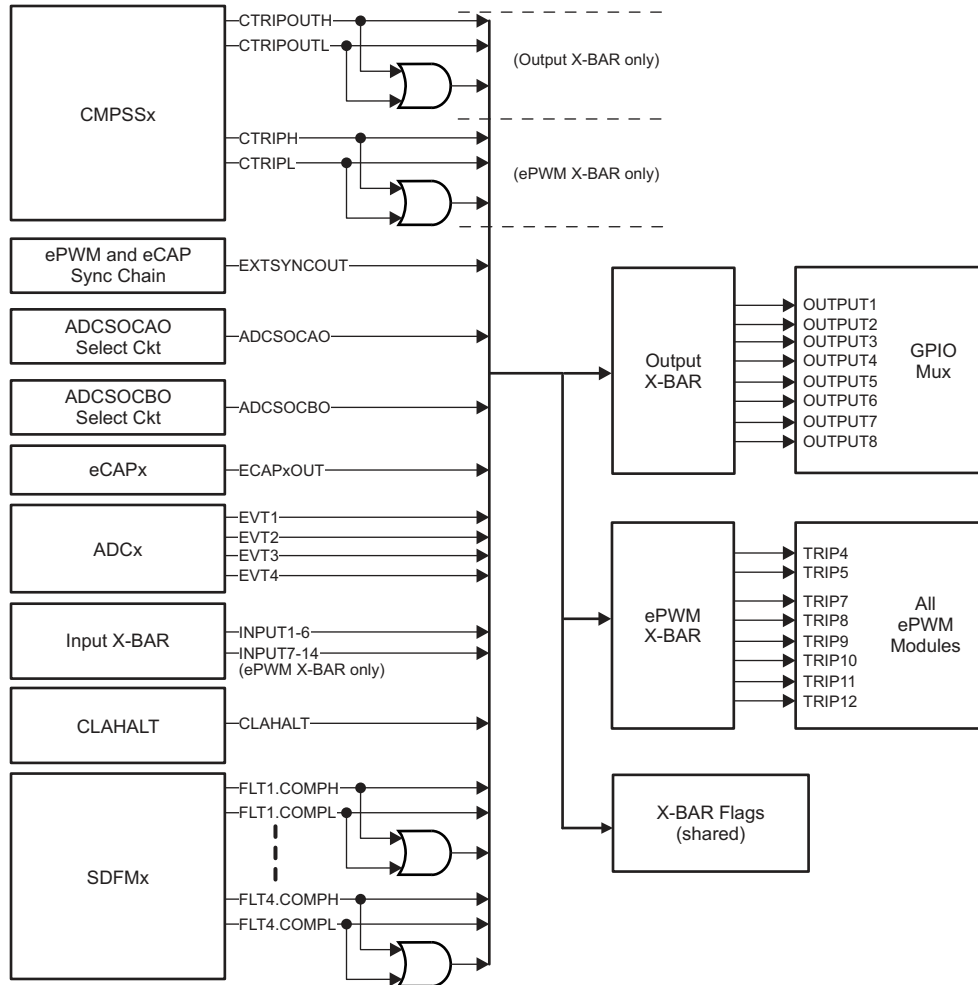 CMPSSx
CTRIPOUTH
CTRIPOUTL
(Output X-BAR only)
CTRIPH
CTRIPL
(ePWM X-BAR only)
ePWM and eCAP
Sync Chain
EXTSYNCOUT
ADCSOCAO
Select Ckt
ADCSOCAO
ADCSOCBO
Select Ckt
ADCSOCBO
eCAPx
ECAPxOUT
ADCx
EVT1
EVT2
EVT3
EVT4
Input X-BAR
INPUT1-6
INPUT7-14
(ePWM X-BAR only)
CLAHALT
CLAHALT
SDFMx
FLT1.COMPH
FLT1.COMPL
FLT4.COMPH
FLT4.COMPL
Output
X-BAR
OUTPUT1
OUTPUT2
OUTPUT3
OUTPUT4
OUTPUT5
OUTPUT6
OUTPUT7
OUTPUT8
GPIO
Mux
ePWM
X-BAR
TRIP4
TRIP5
TRIP7
TRIP8
TRIP9
TRIP10
TRIP11
TRIP12
All
ePWM
Modules
X-BAR Flags
(shared)